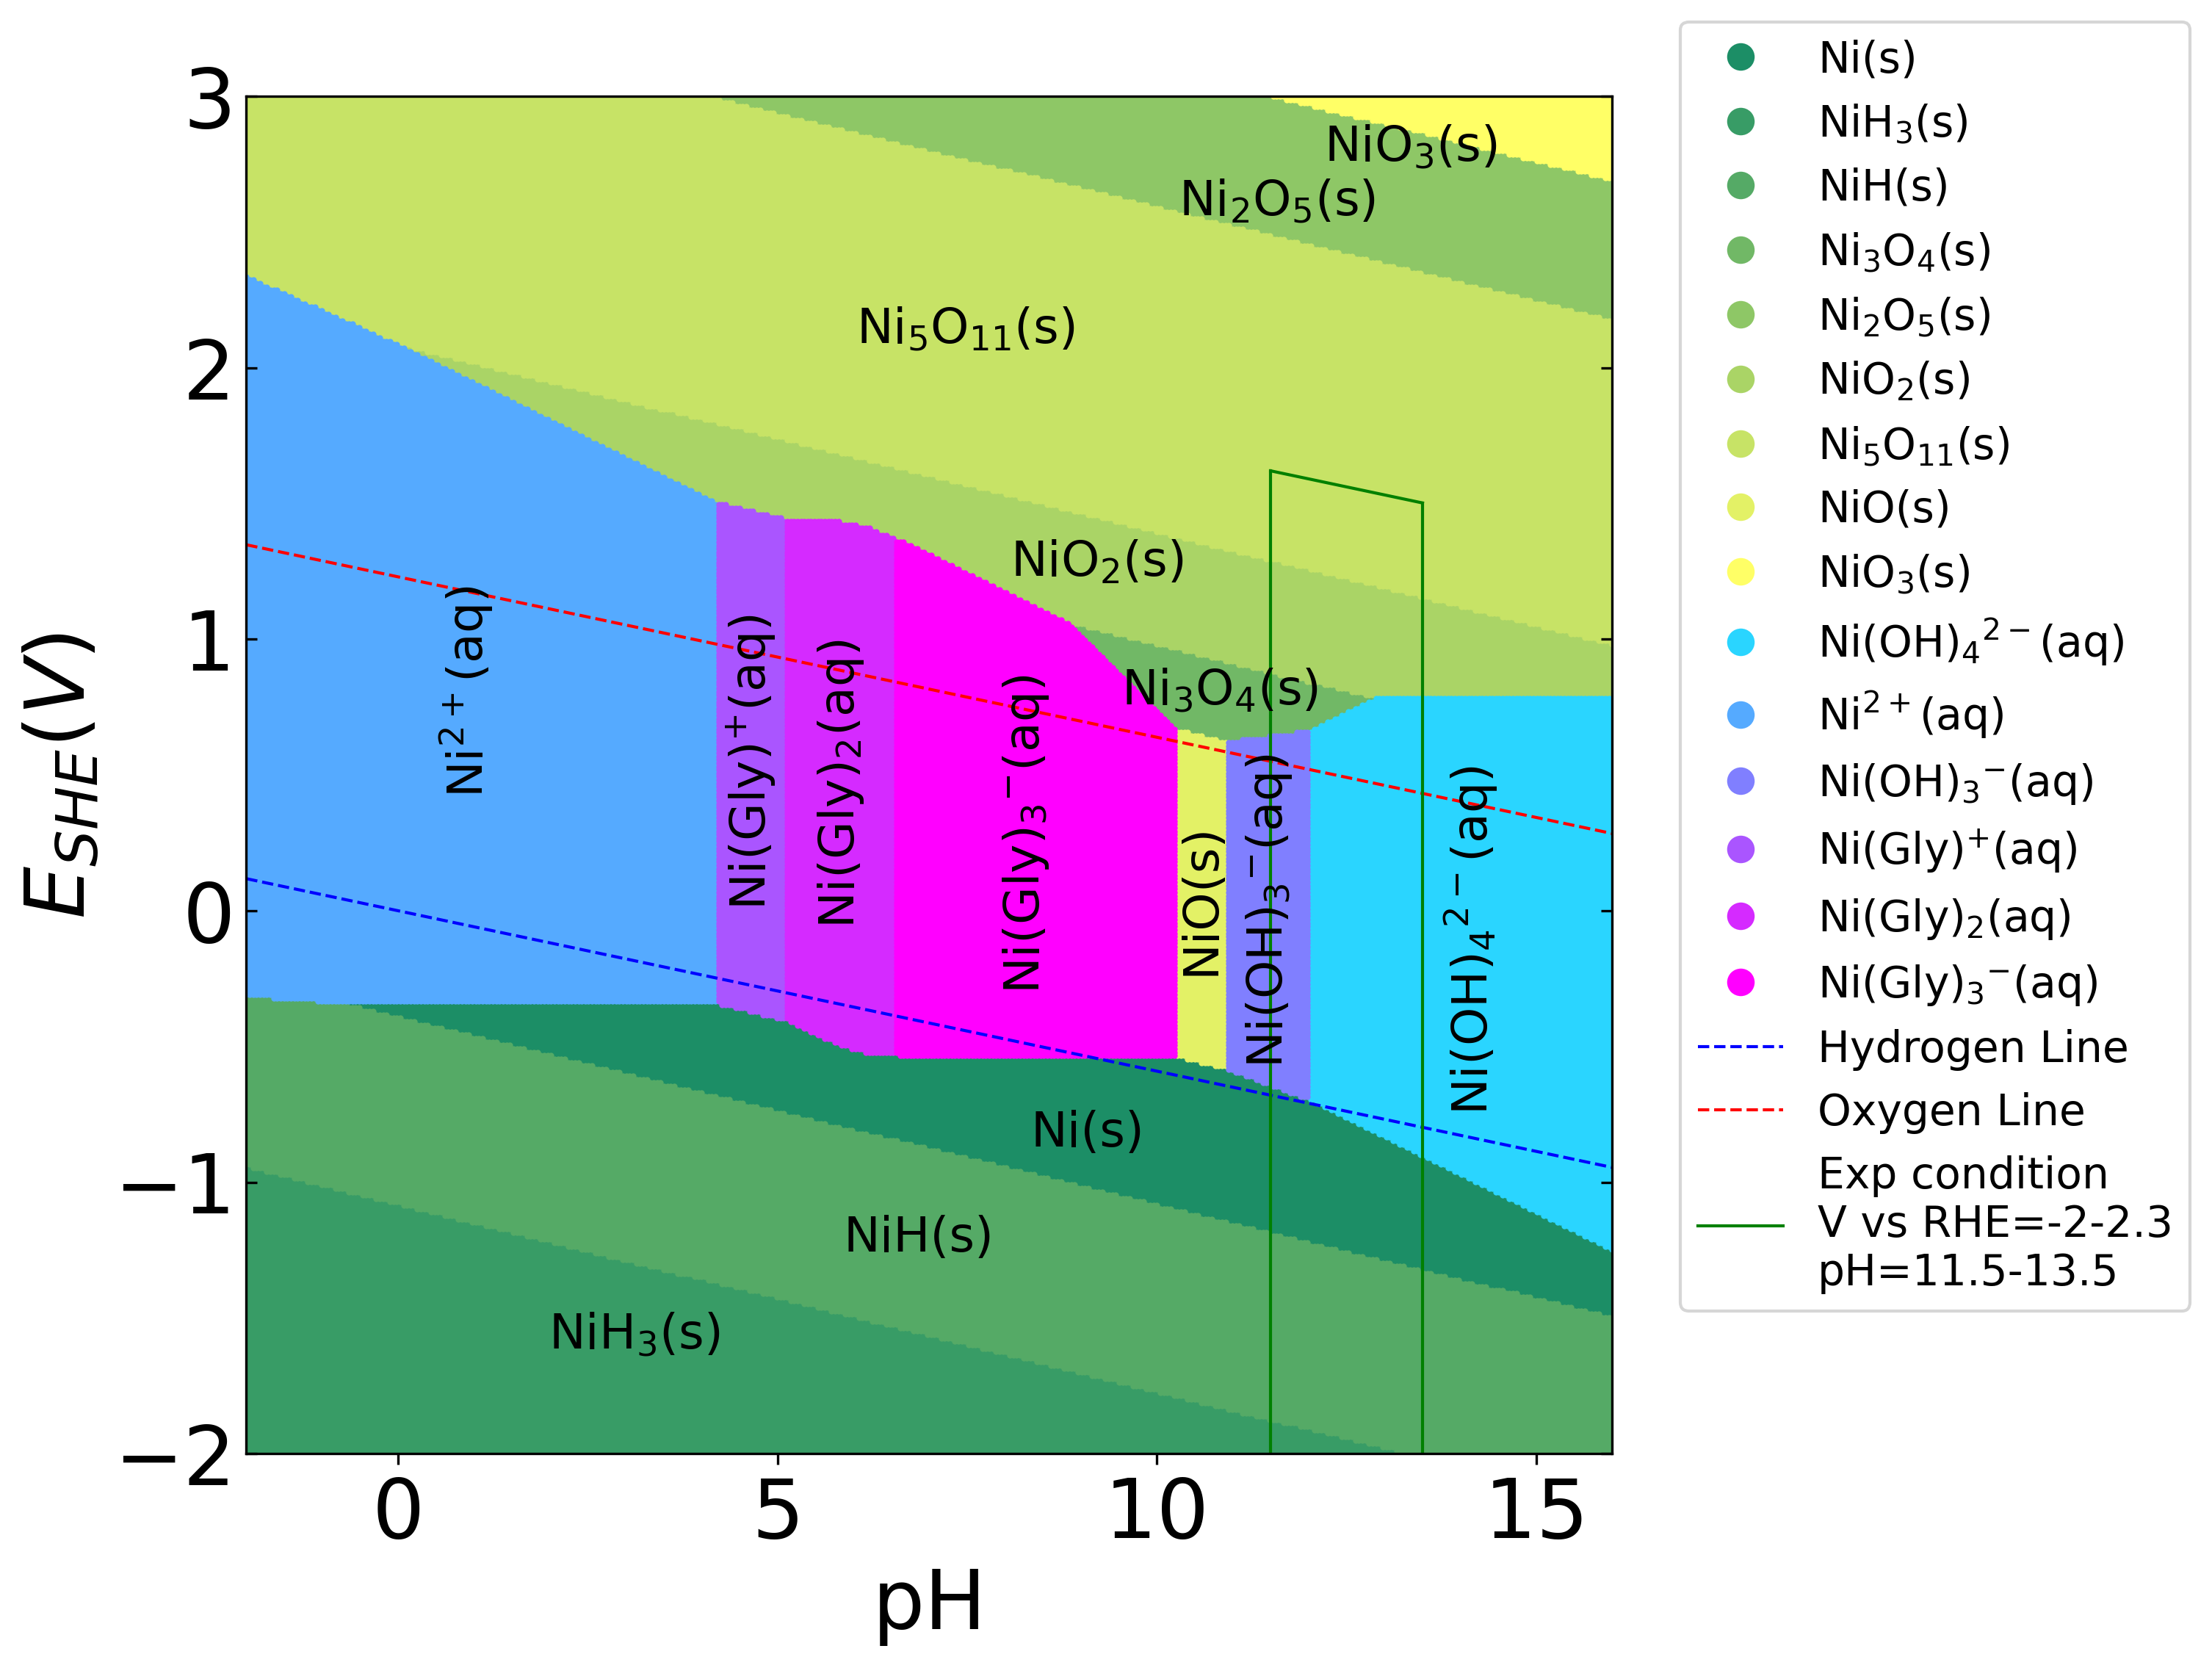 3
2
1
0
−1
−2
E_SHE(V)
0
5
10
15
pH
NiO₃(s)
Ni₂O₅(s)
Ni₅O₁₁(s)
NiO₂(s)
Ni₃O₄(s)
Ni²⁺(aq)
Ni(Gly)⁺(aq)
Ni(Gly)₂(aq)
Ni(Gly)₃⁻(aq)
NiO(s)
Ni(OH)₃⁻(aq)
Ni(OH)₄²⁻(aq)
Ni(s)
NiH(s)
NiH₃(s)
Ni(s)
NiH₃(s)
NiH(s)
Ni₃O₄(s)
Ni₂O₅(s)
NiO₂(s)
Ni₅O₁₁(s)
NiO(s)
NiO₃(s)
Ni(OH)₄²⁻(aq)
Ni²⁺(aq)
Ni(OH)₃⁻(aq)
Ni(Gly)⁺(aq)
Ni(Gly)₂(aq)
Ni(Gly)₃⁻(aq)
Hydrogen Line
Oxygen Line
Exp condition
V vs RHE=-2-2.3
pH=11.5-13.5